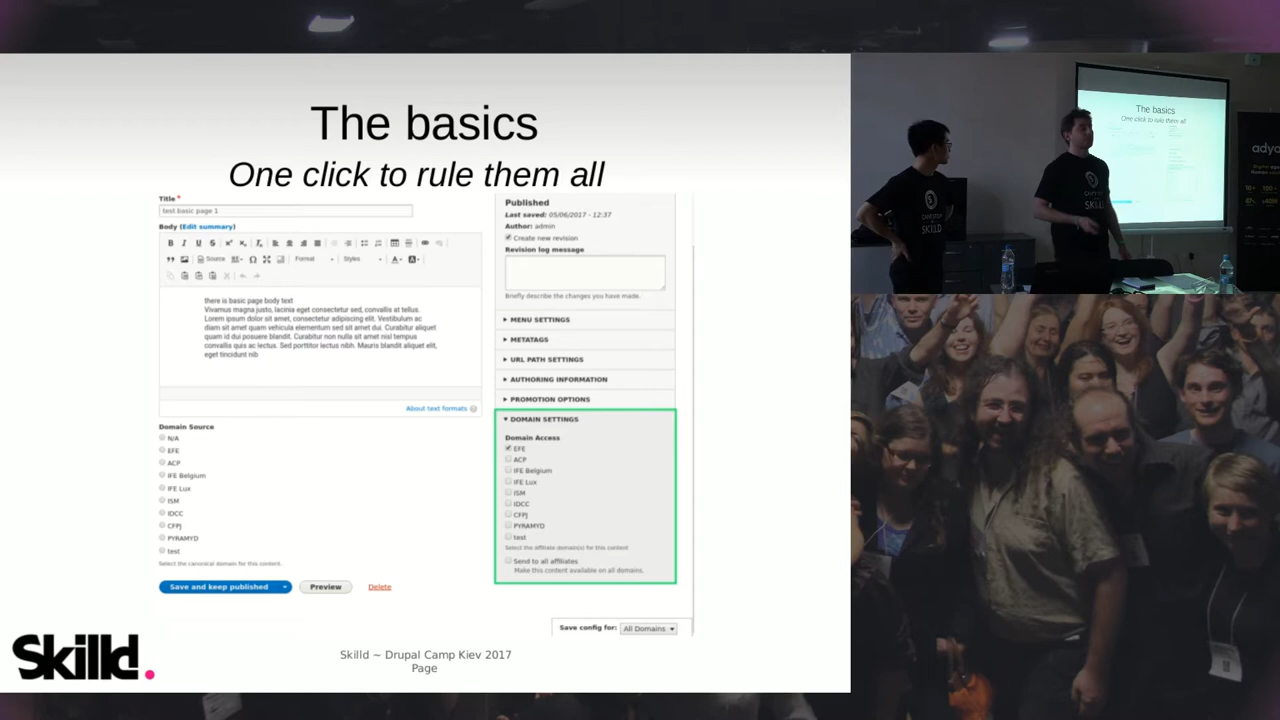 The basics
One click to rule them all
Title *
test basic page 1
Body (Edit summary)
Source
Format
Styles
there is basic page body text
Vivamus magna justo, lacinia eget consectetur sed, convallis at tellus.
Lorem ipsum dolor sit amet, consectetur adipiscing elit. Vestibulum ac
diam sit amet quam vehicula elementum sed sit amet dui. Curabitur aliquet
quam id dui posuere blandit. Curabitur non nulla sit amet nisl tempus
convallis quis ac lectus. Sed porttitor lectus nibh. Mauris blandit aliquet elit,
eget tincidunt nib
About text formats
Domain Source
N/A
EFE
ACP
IFE Belgium
IFE Lux
ISM
IDCC
CFPJ
PYRAMYD
test
Select the canonical domain for this content.
Save and keep published
Preview
Delete
Published
Last saved: 05/06/2017 - 12:37
Author: admin
Create new revision
Revision log message
Briefly describe the changes you have made.
MENU SETTINGS
METATAGS
URL PATH SETTINGS
AUTHORING INFORMATION
PROMOTION OPTIONS
DOMAIN SETTINGS
Domain Access
EFE
ACP
IFE Belgium
IFE Lux
ISM
IDCC
CFPJ
PYRAMYD
test
Select the affiliate domain(s) for this content
Send to all affiliates
Make this content available on all domains.
Save config for: All Domains
Skilld.
Skilld ~ Drupal Camp Kiev 2017
Page
The basics
One click to rule them all
SKILLD
SKILL
adya